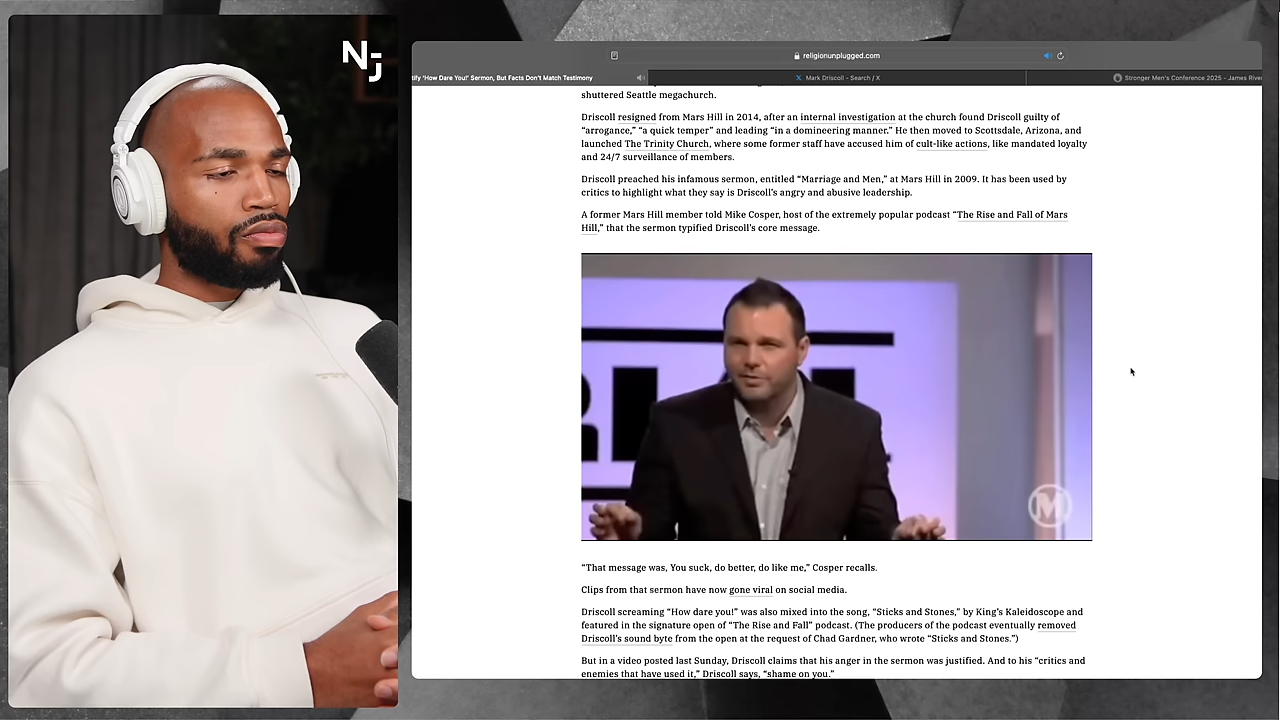 NJ
religionunplugged.com
tify 'How Dare You!' Sermon, But Facts Don't Match Testimony
Mark Driscoll - Search / X
Stronger Men's Conference 2025 - James River
shuttered Seattle megachurch.
Driscoll resigned from Mars Hill in 2014, after an internal investigation at the church found Driscoll guilty of
“arrogance,” “a quick temper” and leading “in a domineering manner.” He then moved to Scottsdale, Arizona, and
launched The Trinity Church, where some former staff have accused him of cult-like actions, like mandated loyalty
and 24/7 surveillance of members.
Driscoll preached his infamous sermon, entitled “Marriage and Men,” at Mars Hill in 2009. It has been used by
critics to highlight what they say is Driscoll’s angry and abusive leadership.
A former Mars Hill member told Mike Cosper, host of the extremely popular podcast “The Rise and Fall of Mars
Hill,” that the sermon typified Driscoll’s core message.
M
“That message was, You suck, do better, do like me,” Cosper recalls.
Clips from that sermon have now gone viral on social media.
Driscoll screaming “How dare you!” was also mixed into the song, “Sticks and Stones,” by King’s Kaleidoscope and
featured in the signature open of “The Rise and Fall” podcast. (The producers of the podcast eventually removed
Driscoll’s sound byte from the open at the request of Chad Gardner, who wrote “Sticks and Stones.”)
But in a video posted last Sunday, Driscoll claims that his anger in the sermon was justified. And to his “critics and
enemies that have used it,” Driscoll says, “shame on you.”